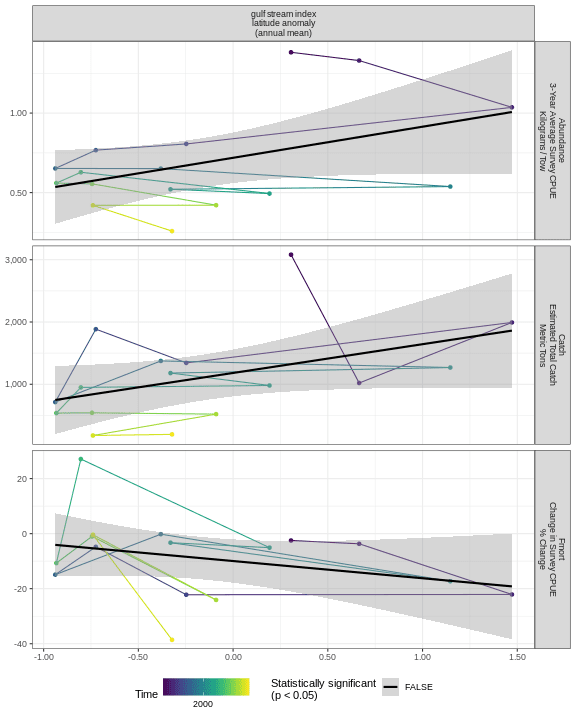 gulf stream index
latitude anomaly
(annual mean)
1.00
0.50
Abundance
3-Year Average Survey CPUE
Kilograms / Tow
3,000
2,000
1,000
Catch
Estimated Total Catch
Metric Tons
20
0
-20
-40
Fmort
Change in Survey CPUE
% Change
-1.00
-0.50
0.00
0.50
1.00
1.50
Time
2000
Statistically significant
(p < 0.05)
FALSE